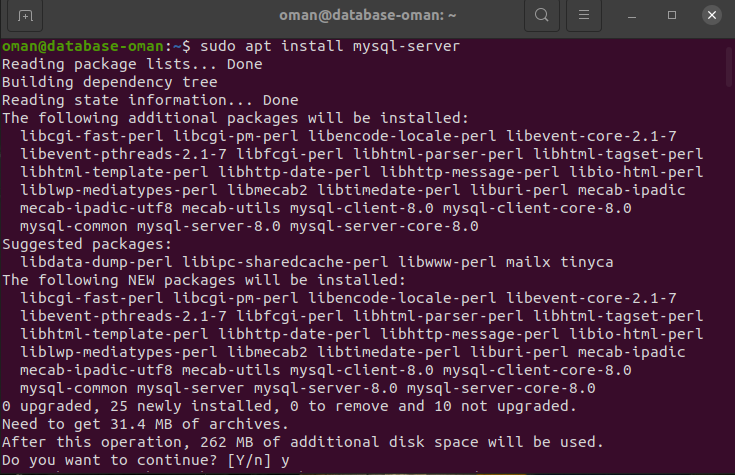 oman@database-oman: ~
oman@database-oman:~$ sudo apt install mysql-server
Reading package lists... Done
Building dependency tree
Reading state information... Done
The following additional packages will be installed:
  libcgi-fast-perl libcgi-pm-perl libencode-locale-perl libevent-core-2.1-7
  libevent-pthreads-2.1-7 libfcgi-perl libhtml-parser-perl libhtml-tagset-perl
  libhtml-template-perl libhttp-date-perl libhttp-message-perl libio-html-perl
  liblwp-mediatypes-perl libmecab2 libtimedate-perl liburi-perl mecab-ipadic
  mecab-ipadic-utf8 mecab-utils mysql-client-8.0 mysql-client-core-8.0
  mysql-common mysql-server-8.0 mysql-server-core-8.0
Suggested packages:
  libdata-dump-perl libipc-sharedcache-perl libwww-perl mailx tinyca
The following NEW packages will be installed:
  libcgi-fast-perl libcgi-pm-perl libencode-locale-perl libevent-core-2.1-7
  libevent-pthreads-2.1-7 libfcgi-perl libhtml-parser-perl libhtml-tagset-perl
  libhtml-template-perl libhttp-date-perl libhttp-message-perl libio-html-perl
  liblwp-mediatypes-perl libmecab2 libtimedate-perl liburi-perl mecab-ipadic
  mecab-ipadic-utf8 mecab-utils mysql-client-8.0 mysql-client-core-8.0
  mysql-common mysql-server mysql-server-8.0 mysql-server-core-8.0
0 upgraded, 25 newly installed, 0 to remove and 10 not upgraded.
Need to get 31.4 MB of archives.
After this operation, 262 MB of additional disk space will be used.
Do you want to continue? [Y/n] y